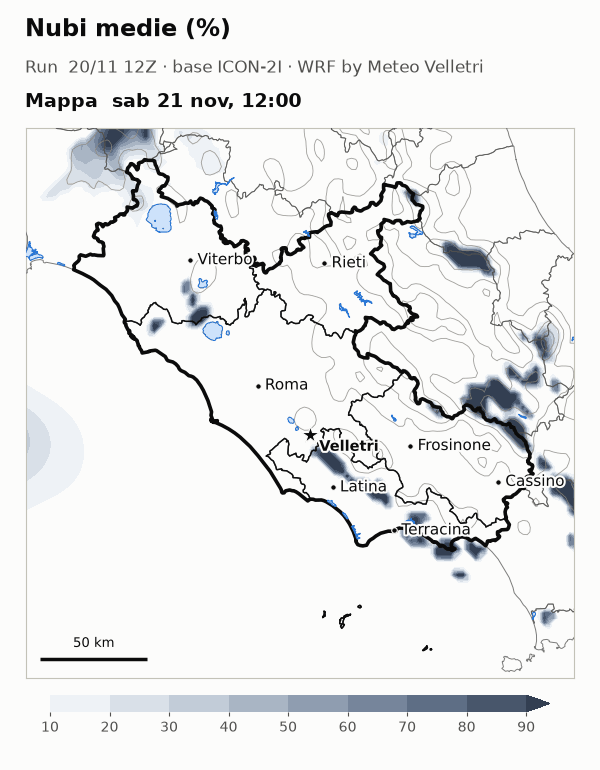 Nubi medie (%)
Run 20/11 12Z · base ICON-2I · WRF by Meteo Velletri
Mappa sab 21 nov, 12:00
Viterbo
Rieti
Roma
Velletri
Frosinone
Latina
Cassino
Terracina
50 km
10 20 30 40 50 60 70 80 90